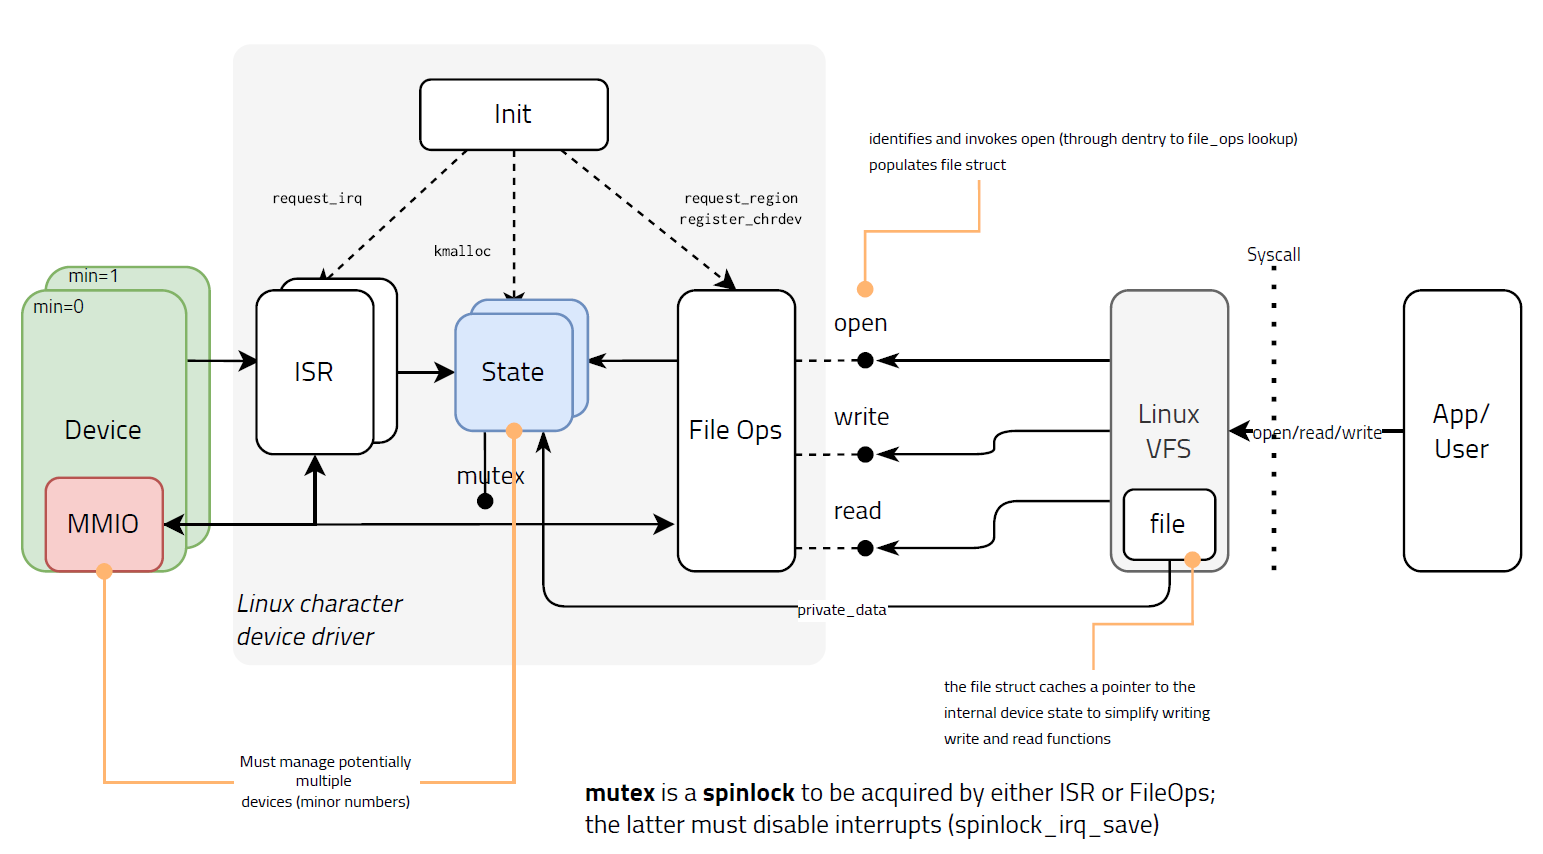 Init
identifies and invokes open (through dentry to file_ops lookup)
populates file struct
request_irq
request_region
register_chrdev
kmalloc
Syscall
min=1
min=0
open
ISR
State
write
Linux
VFS
App/
User
Device
File Ops
open/read/write
mutex
read
MMIO
file
Linux character
device driver
private_data
the file struct caches a pointer to the
internal device state to simplify writing
write and read functions
Must manage potentially
multiple
devices (minor numbers)
mutex is a spinlock to be acquired by either ISR or FileOps;
the latter must disable interrupts (spinlock_irq_save)